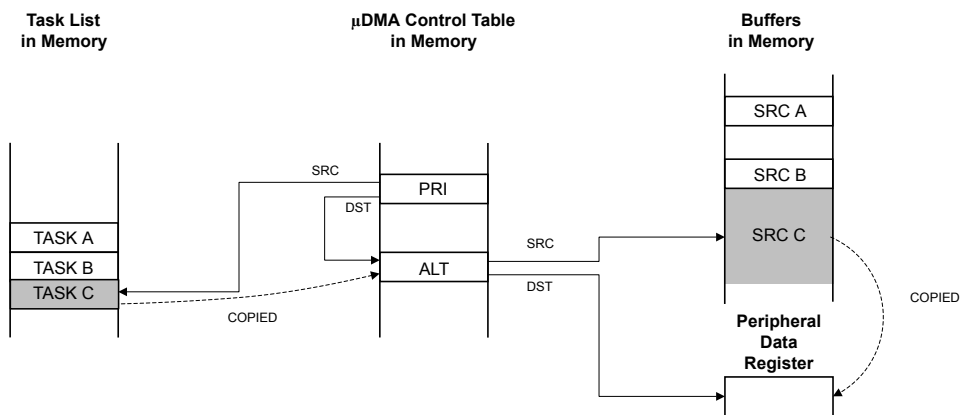 Task List
in Memory
µDMA Control Table
in Memory
Buffers
in Memory
SRC A
SRC B
SRC C
SRC
PRI
DST
TASK A
TASK B
TASK C
ALT
SRC
DST
COPIED
COPIED
Peripheral
Data
Register